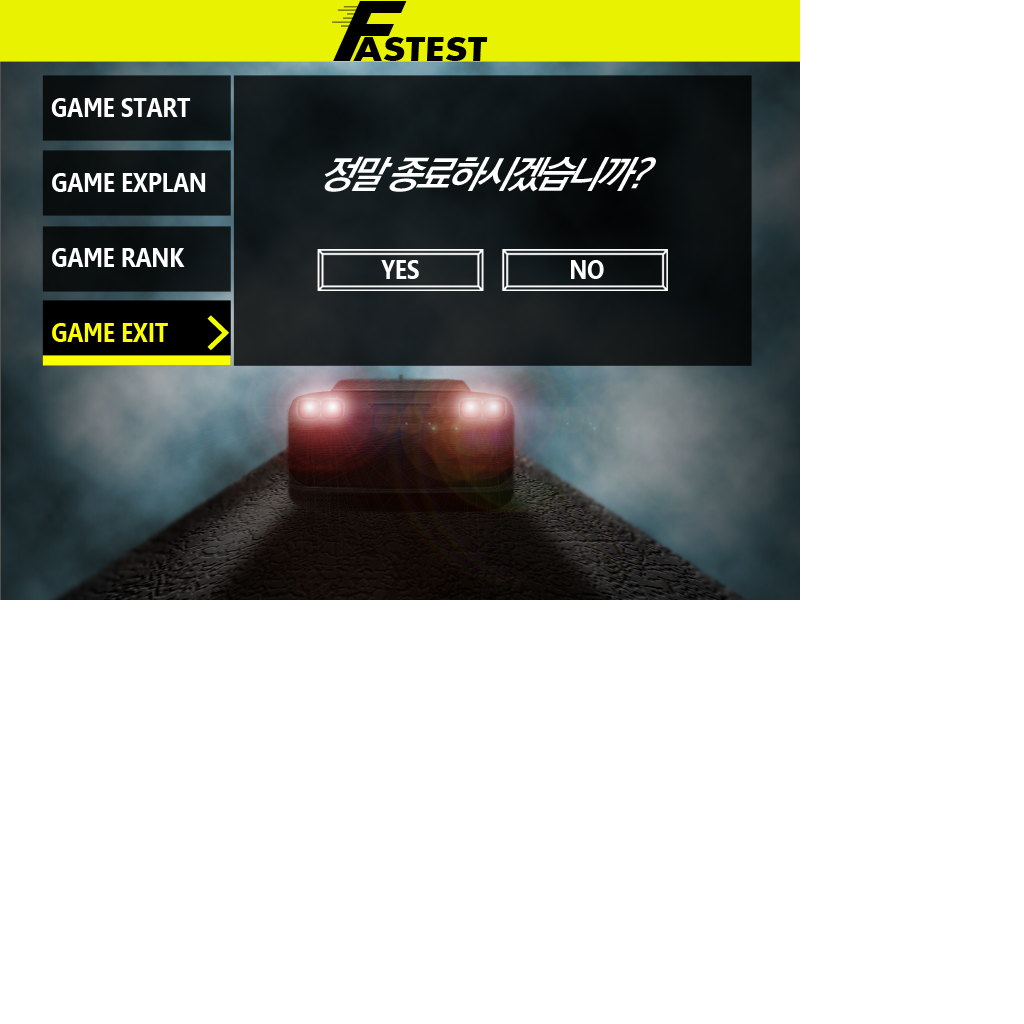 FASTEST
GAME START
GAME EXPLAN
GAME RANK
GAME EXIT
정말 종료하시겠습니까?
YES
NO